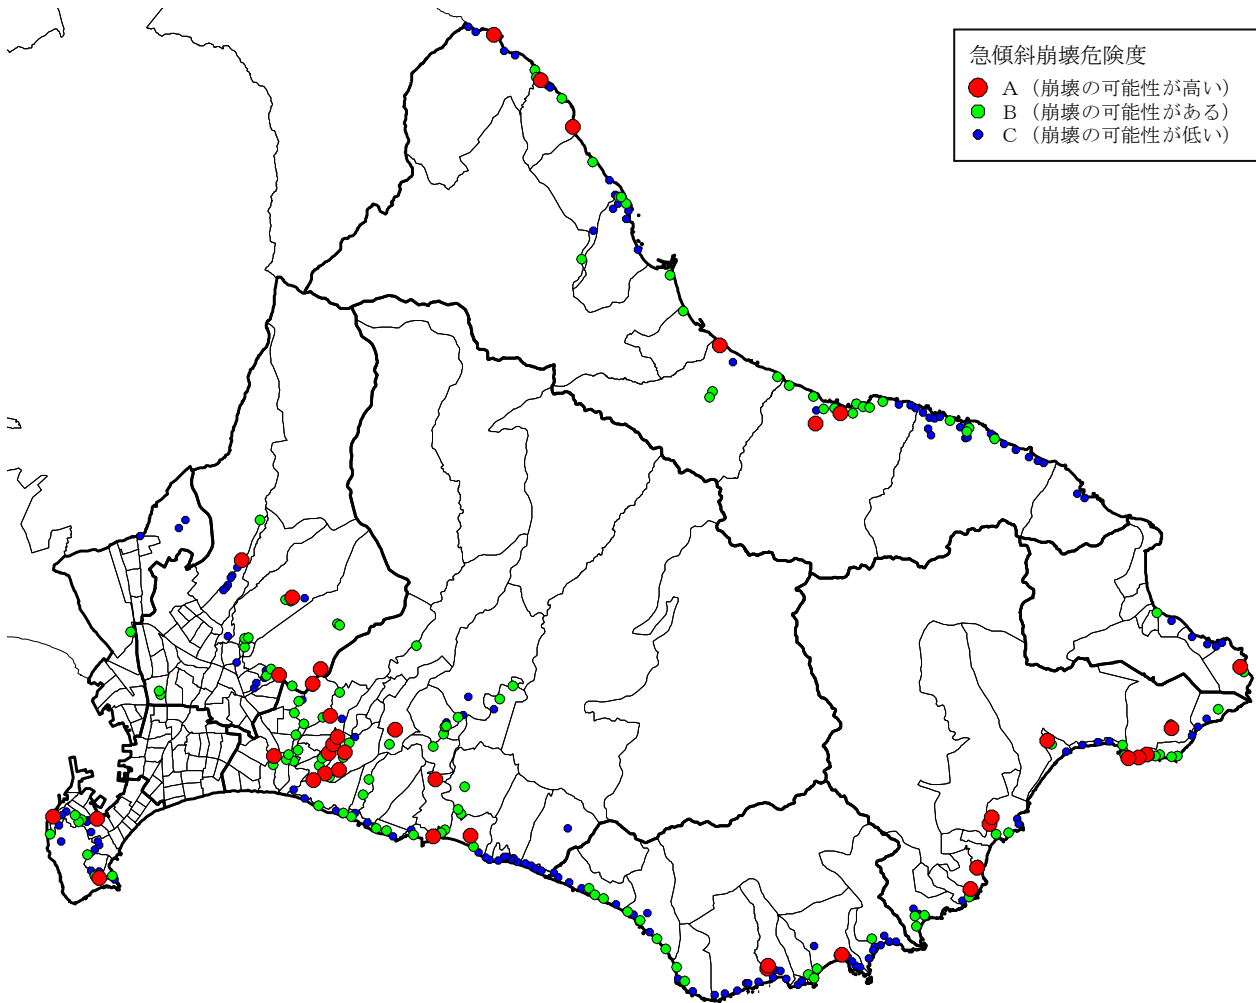 急傾斜崩壊危険度
A（崩壊の可能性が高い）
B（崩壊の可能性がある）
C（崩壊の可能性が低い）